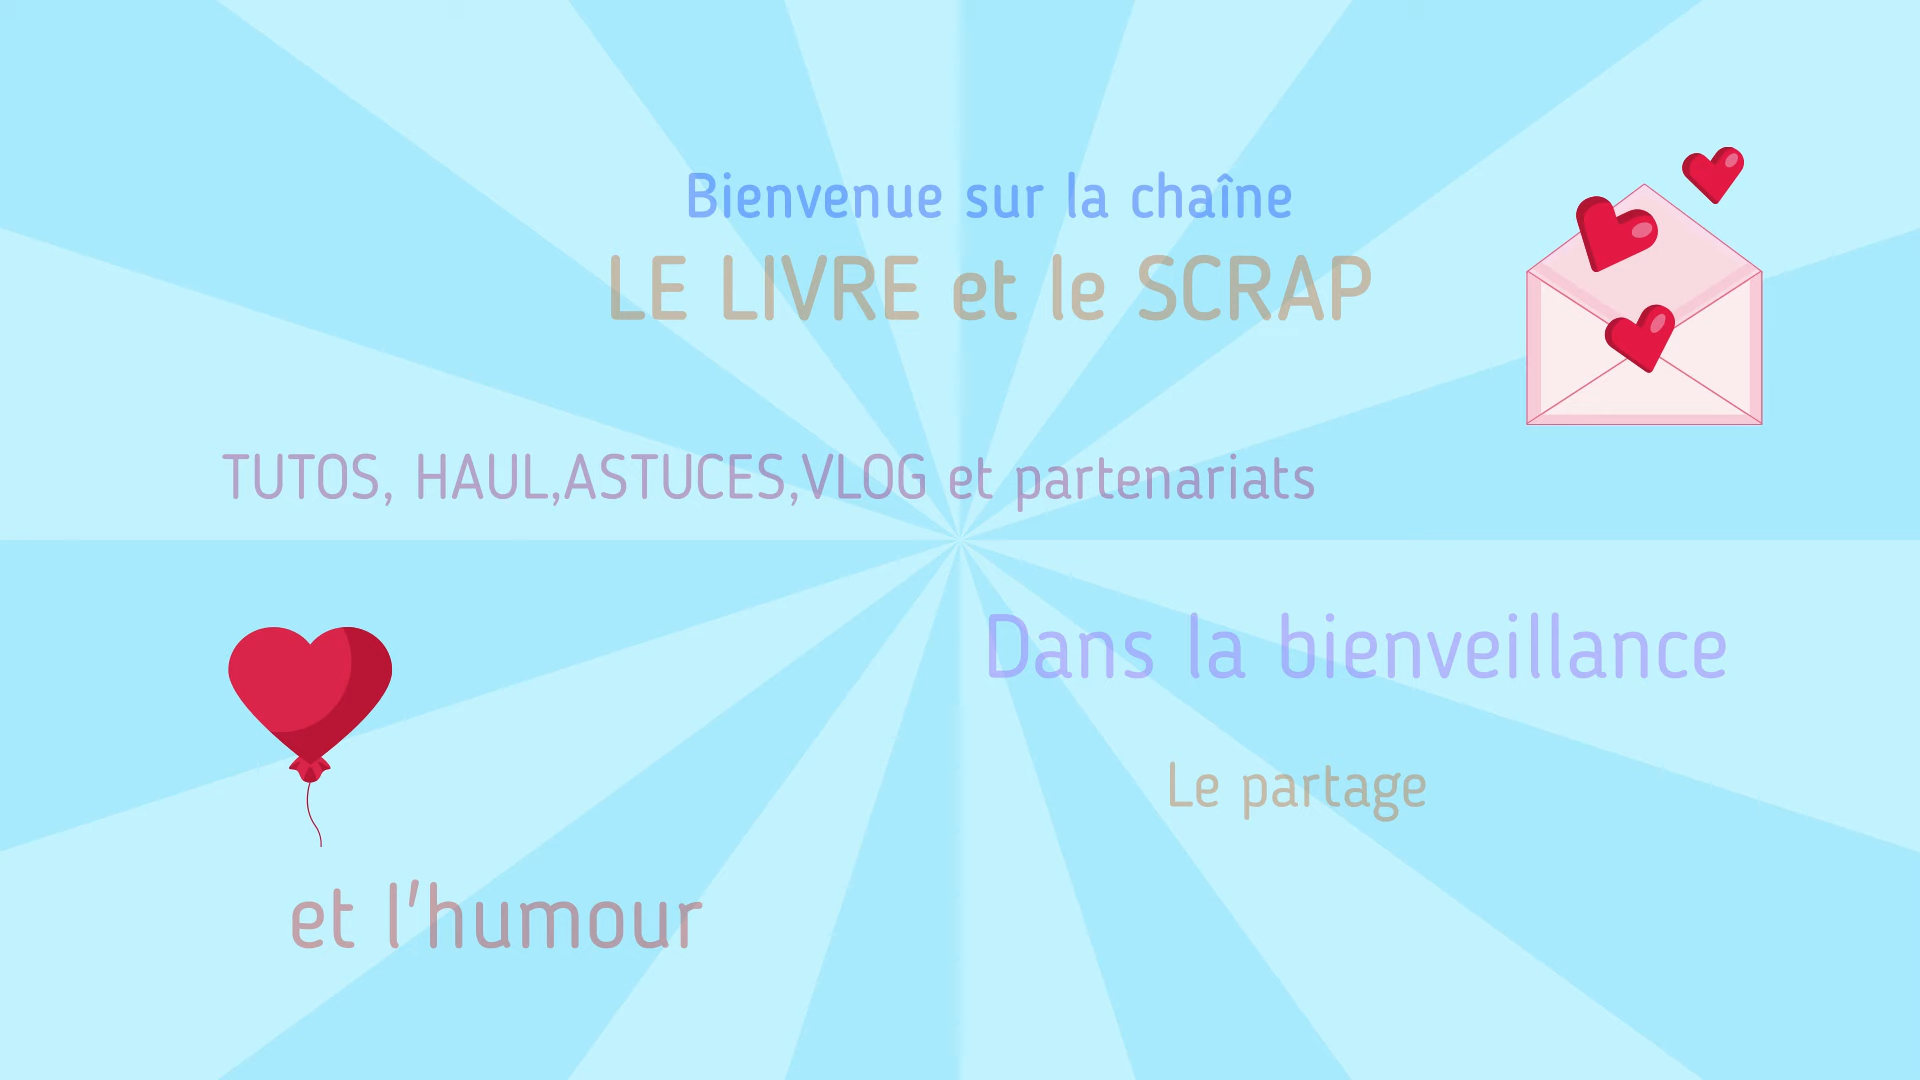 Bienvenue sur la chaîne
LE LIVRE et le SCRAP
TUTOS, HAUL,ASTUCES,VLOG et partenariats
Dans la bienveillance
Le partage
et l'humour